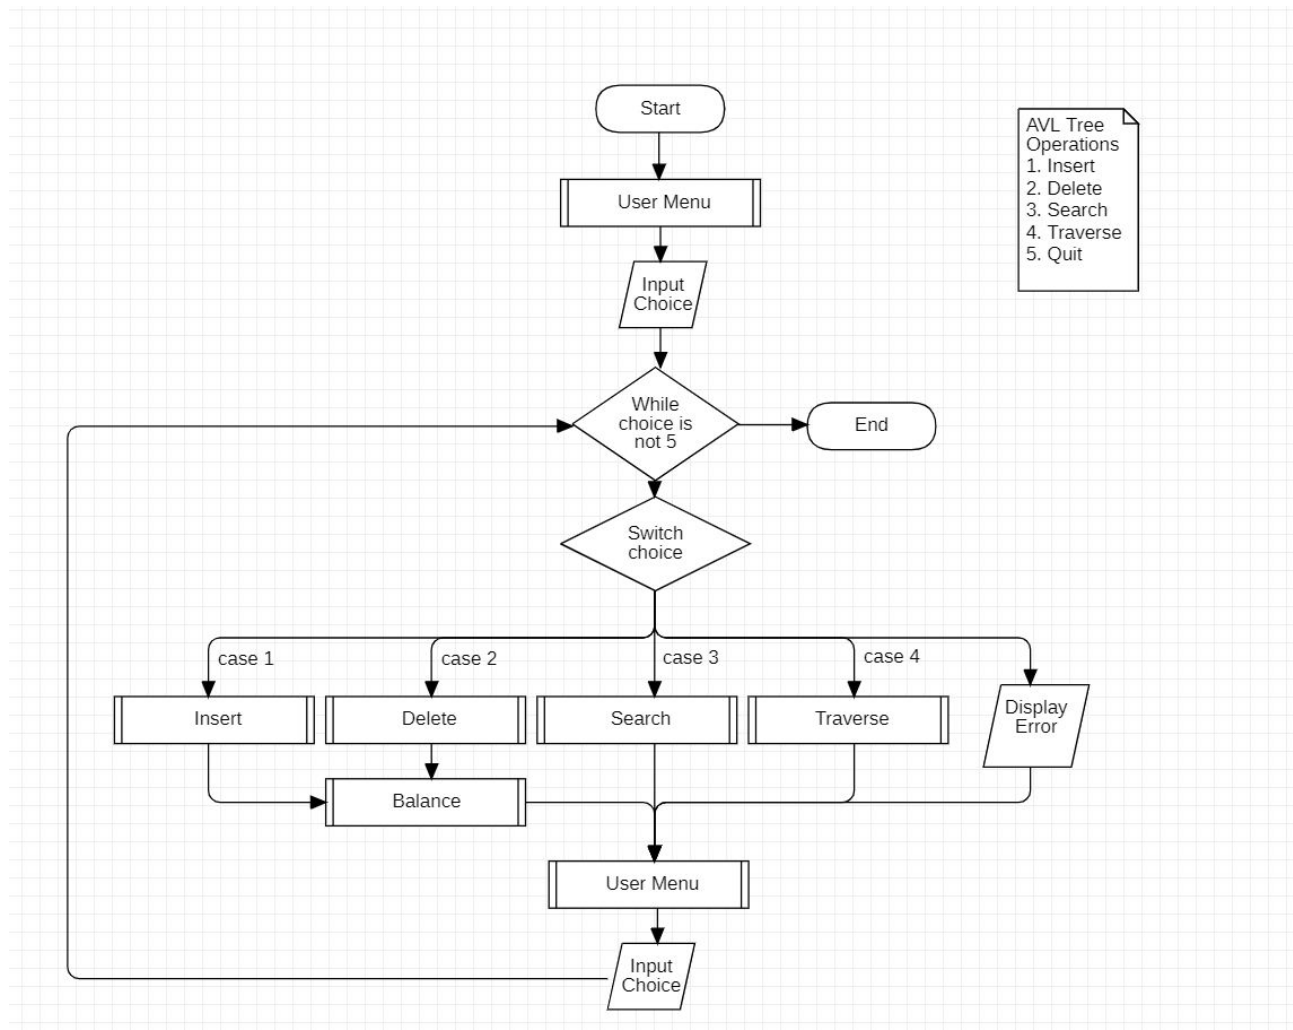 Start
AVL Tree
Operations
1. Insert
2. Delete
3. Search
4. Traverse
5. Quit
User Menu
Input
Choice
While
choice is
not 5
End
Switch
choice
case 1
case 2
case 3
case 4
Insert
Delete
Search
Traverse
Display
Error
Balance
User Menu
Input
Choice